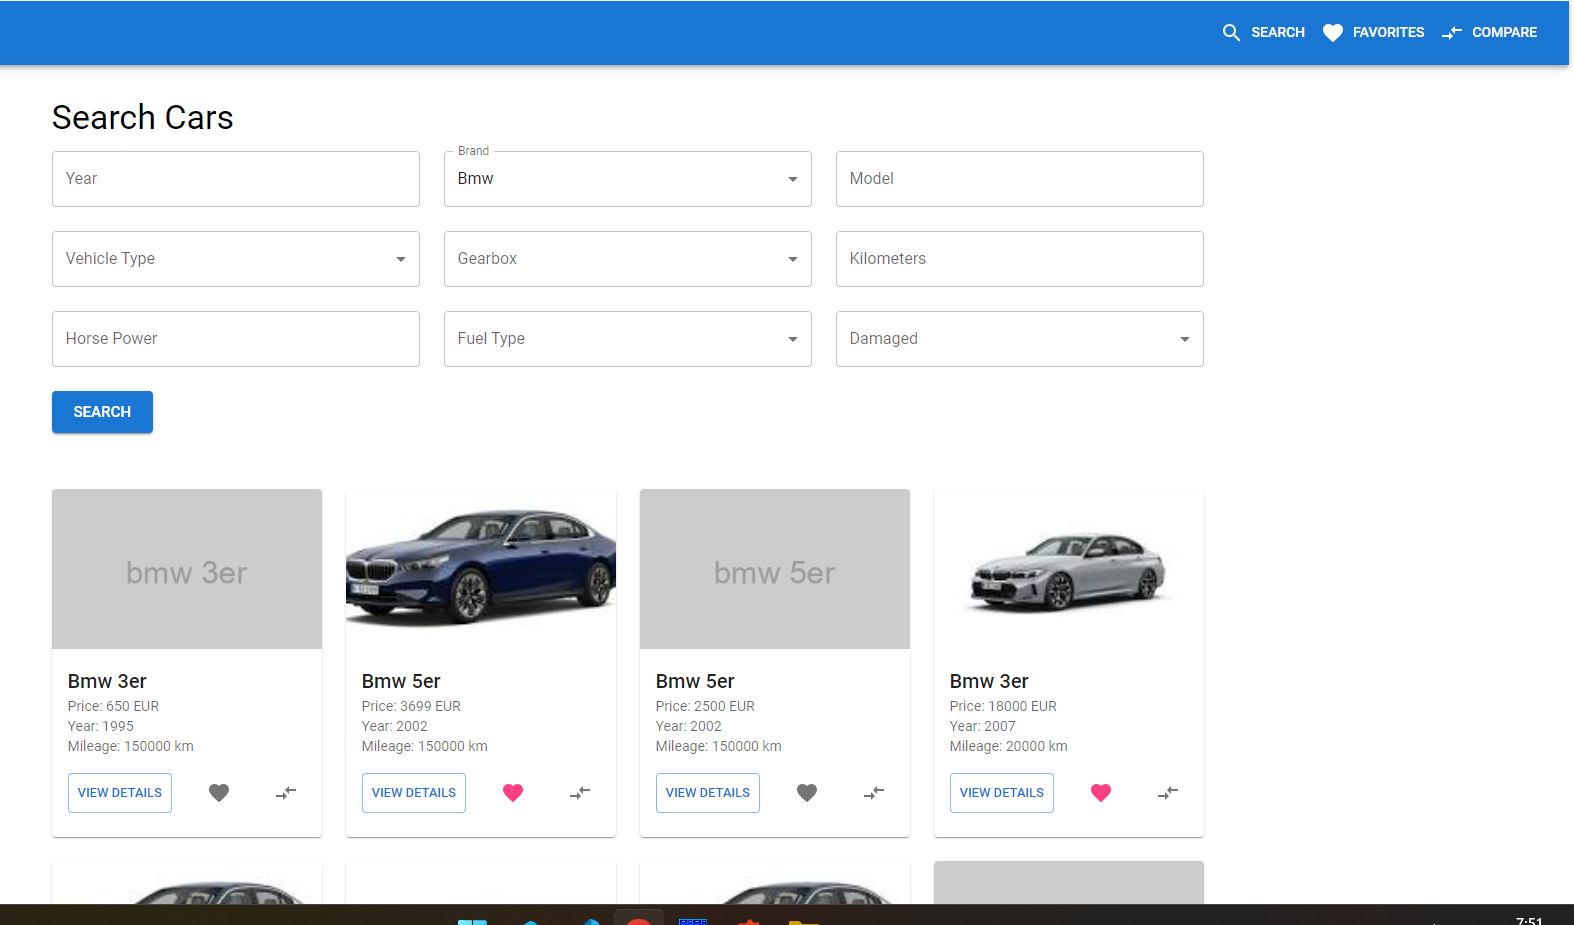 SEARCH FAVORITES COMPARE
Search Cars
Brand
Year Bmw Model
Vehicle Type Gearbox Kilometers
Horse Power Fuel Type Damaged
SEARCH
bmw 3er bmw 5er
Bmw 3er
Price: 650 EUR
Year: 1995
Mileage: 150000 km
VIEW DETAILS
Bmw 5er
Price: 3699 EUR
Year: 2002
Mileage: 150000 km
VIEW DETAILS
Bmw 5er
Price: 2500 EUR
Year: 2002
Mileage: 150000 km
VIEW DETAILS
Bmw 3er
Price: 18000 EUR
Year: 2007
Mileage: 20000 km
VIEW DETAILS
7:51